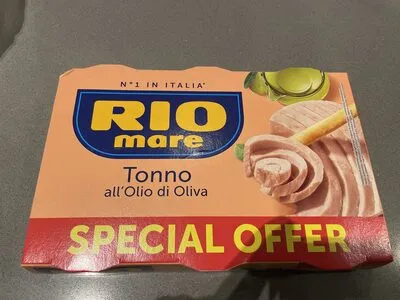 N°1 IN ITALIA*
RIO
mare
Tonno
all'Olio di Oliva
SPECIAL OFFER